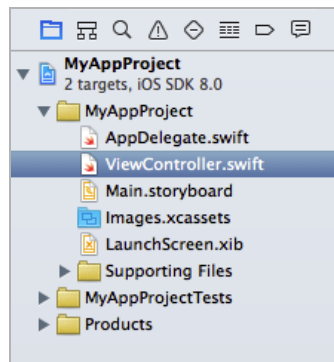 MyAppProject
2 targets, iOS SDK 8.0
MyAppProject
AppDelegate.swift
ViewController.swift
Main.storyboard
Images.xcassets
LaunchScreen.xib
Supporting Files
MyAppProjectTests
Products